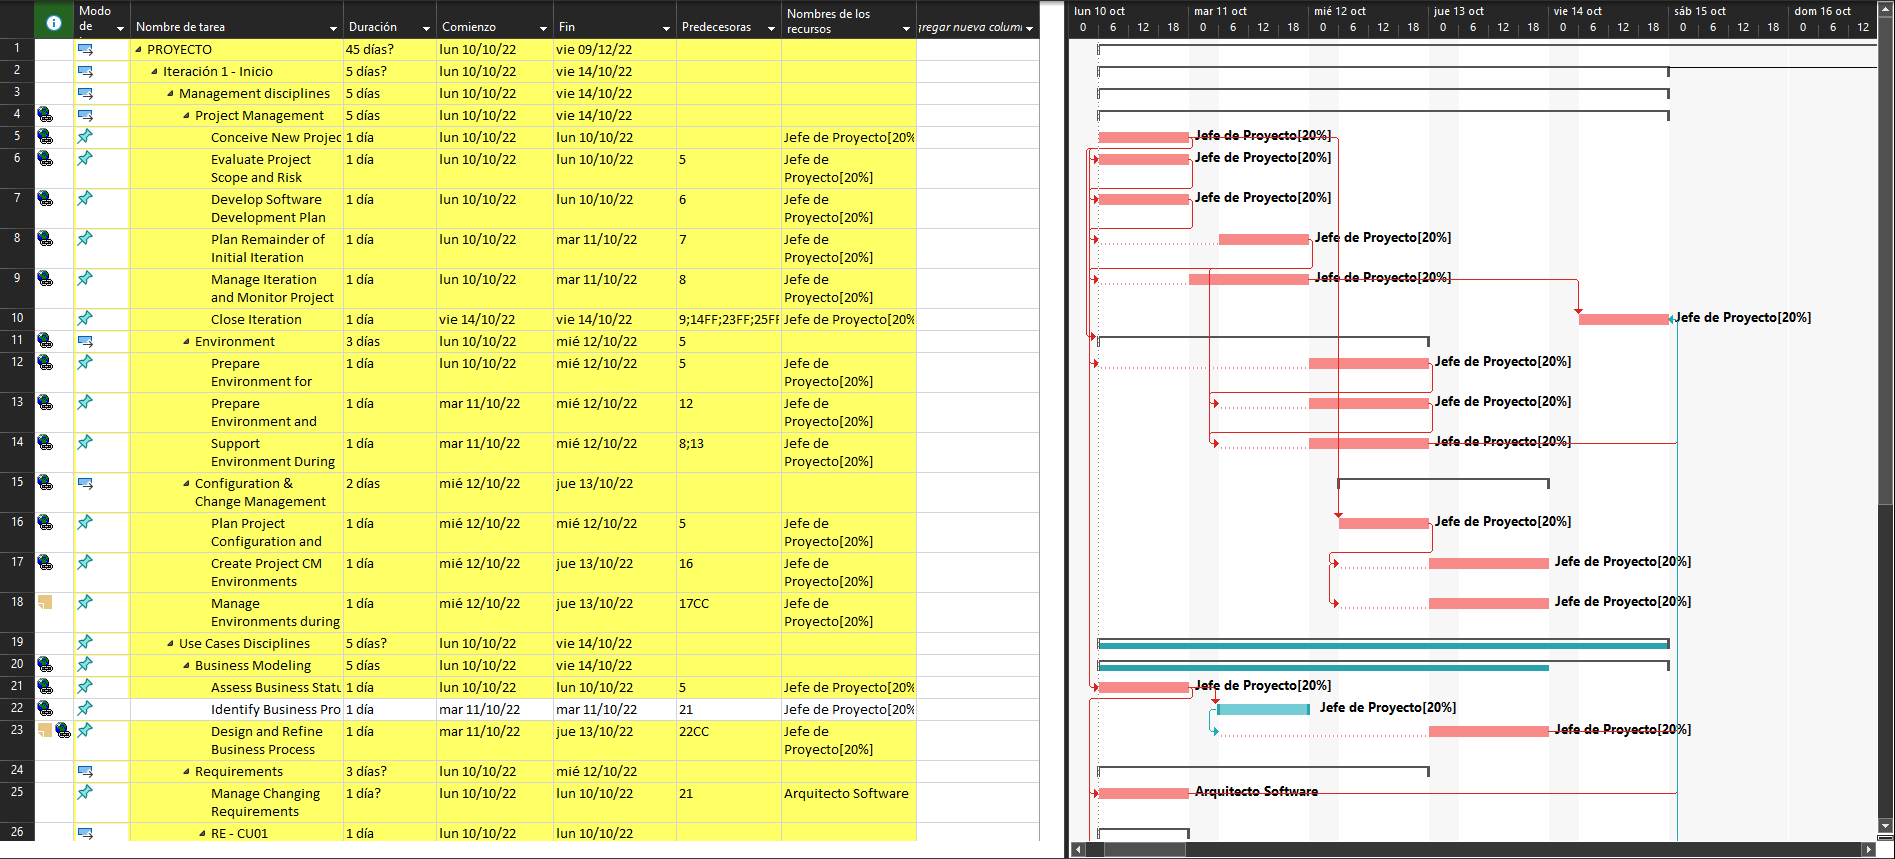 Modo de
Nombre de tarea
Duración
Comienzo
Fin
Predecesoras
Nombres de los recursos
regar nueva column
lun 10 oct
mar 11 oct
mié 12 oct
jue 13 oct
vie 14 oct
sáb 15 oct
dom 16 oct
0 6 12 18 0 6 12 18 0 6 12 18 0 6 12 18 0 6 12 18 0 6 12 18 0 6 12
1 PROYECTO 45 días? lun 10/10/22 vie 09/12/22
2 Iteración 1 - Inicio 5 días? lun 10/10/22 vie 14/10/22
3 Management disciplines 5 días lun 10/10/22 vie 14/10/22
4 Project Management 5 días lun 10/10/22 vie 14/10/22
5 Conceive New Projec 1 día lun 10/10/22 lun 10/10/22 Jefe de Proyecto[20% Jefe de Proyecto[20%]
6 Evaluate Project 1 día lun 10/10/22 lun 10/10/22 5 Jefe de Jefe de Proyecto[20%]
Scope and Risk Proyecto[20%]
7 Develop Software 1 día lun 10/10/22 lun 10/10/22 6 Jefe de Jefe de Proyecto[20%]
Development Plan Proyecto[20%]
8 Plan Remainder of 1 día lun 10/10/22 mar 11/10/22 7 Jefe de Jefe de Proyecto[20%]
Initial Iteration Proyecto[20%]
9 Manage Iteration 1 día lun 10/10/22 mar 11/10/22 8 Jefe de Jefe de Proyecto[20%]
and Monitor Project Proyecto[20%]
10 Close Iteration 1 día vie 14/10/22 vie 14/10/22 9;14FF;23FF;25FF Jefe de Proyecto[20% Jefe de Proyecto[20%]
11 Environment 3 días lun 10/10/22 mié 12/10/22 5
12 Prepare 1 día lun 10/10/22 mié 12/10/22 5 Jefe de Jefe de Proyecto[20%]
Environment for Proyecto[20%]
13 Prepare 1 día mar 11/10/22 mié 12/10/22 12 Jefe de Jefe de Proyecto[20%]
Environment and Proyecto[20%]
14 Support 1 día mar 11/10/22 mié 12/10/22 8;13 Jefe de Jefe de Proyecto[20%]
Environment During Proyecto[20%]
15 Configuration & 2 días mié 12/10/22 jue 13/10/22
Change Management
16 Plan Project 1 día mié 12/10/22 mié 12/10/22 5 Jefe de Jefe de Proyecto[20%]
Configuration and Proyecto[20%]
17 Create Project CM 1 día mié 12/10/22 jue 13/10/22 16 Jefe de Jefe de Proyecto[20%]
Environments Proyecto[20%]
18 Manage 1 día mié 12/10/22 jue 13/10/22 17CC Jefe de Jefe de Proyecto[20%]
Environments during Proyecto[20%]
19 Use Cases Disciplines 5 días? lun 10/10/22 vie 14/10/22
20 Business Modeling 5 días lun 10/10/22 vie 14/10/22
21 Assess Business Statu 1 día lun 10/10/22 lun 10/10/22 5 Jefe de Proyecto[20% Jefe de Proyecto[20%]
22 Identify Business Pro 1 día mar 11/10/22 mar 11/10/22 21 Jefe de Proyecto[20% Jefe de Proyecto[20%]
23 Design and Refine 1 día mar 11/10/22 jue 13/10/22 22CC Jefe de Jefe de Proyecto[20%]
Business Process Proyecto[20%]
24 Requirements 3 días? lun 10/10/22 mié 12/10/22
25 Manage Changing 1 día? lun 10/10/22 lun 10/10/22 21 Arquitecto Software Arquitecto Software
Requirements
26 RE - CU01 1 día lun 10/10/22 lun 10/10/22